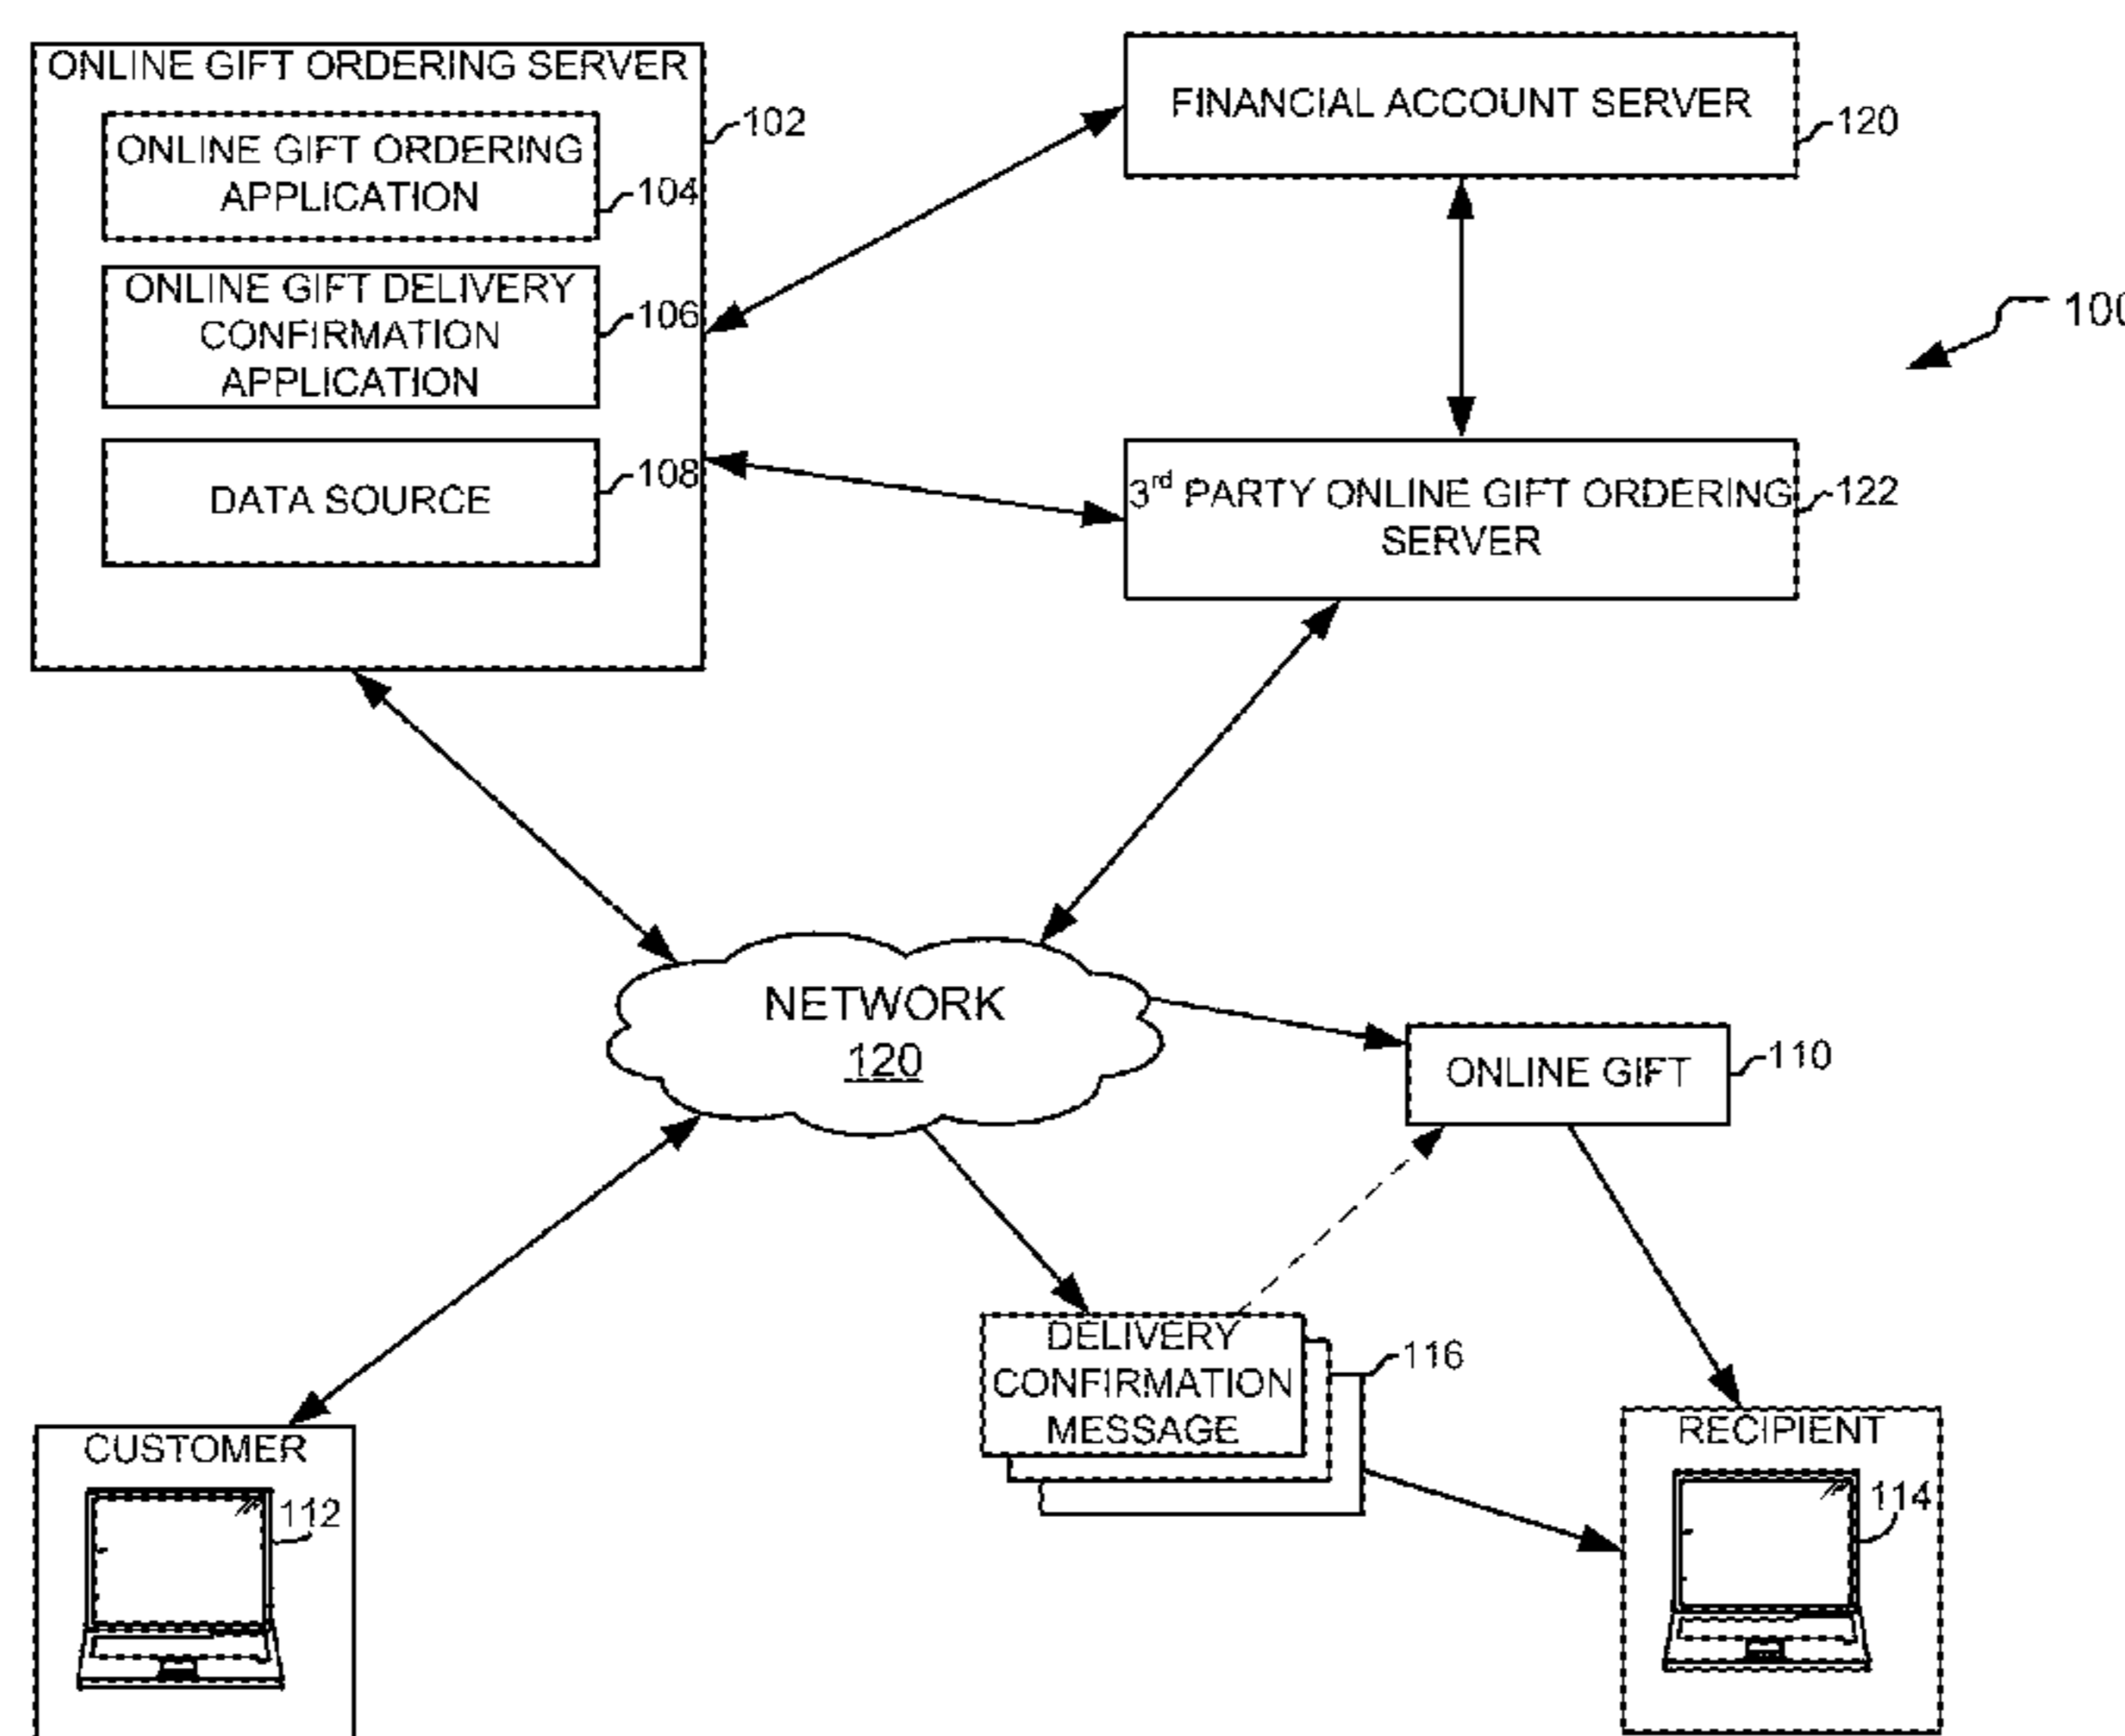 ONLINE GIFT ORDERING SERVER
102
ONLINE GIFT ORDERING
APPLICATION
104
ONLINE GIFT DELIVERY
CONFIRMATION
APPLICATION
106
DATA SOURCE
108
FINANCIAL ACCOUNT SERVER
120
100
3rd PARTY ONLINE GIFT ORDERING
SERVER
122
NETWORK
120
ONLINE GIFT
110
DELIVERY
CONFIRMATION
MESSAGE
116
CUSTOMER
112
RECIPIENT
114